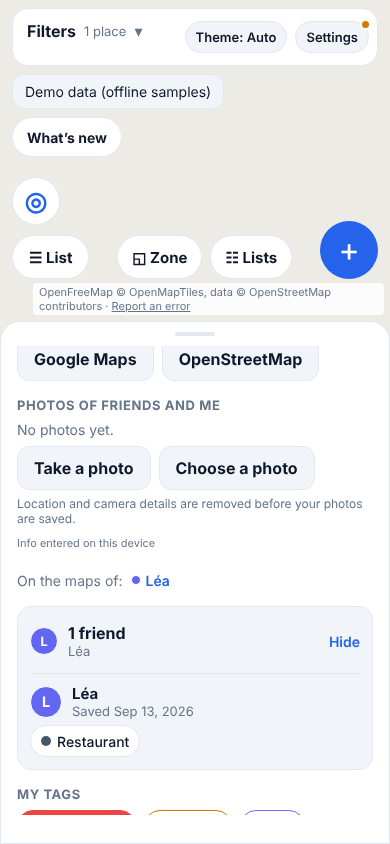 Filters 1 place ▼ Theme: Auto Settings
Demo data (offline samples)
What's new
☰ List ◱ Zone ☷ Lists +
OpenFreeMap © OpenMapTiles, data © OpenStreetMap
contributors · Report an error
Google Maps OpenStreetMap
PHOTOS OF FRIENDS AND ME
No photos yet.
Take a photo Choose a photo
Location and camera details are removed before your photos
are saved.
Info entered on this device
On the maps of: Léa
L 1 friend Hide
Léa
L Léa
Saved Sep 13, 2026
Restaurant
MY TAGS